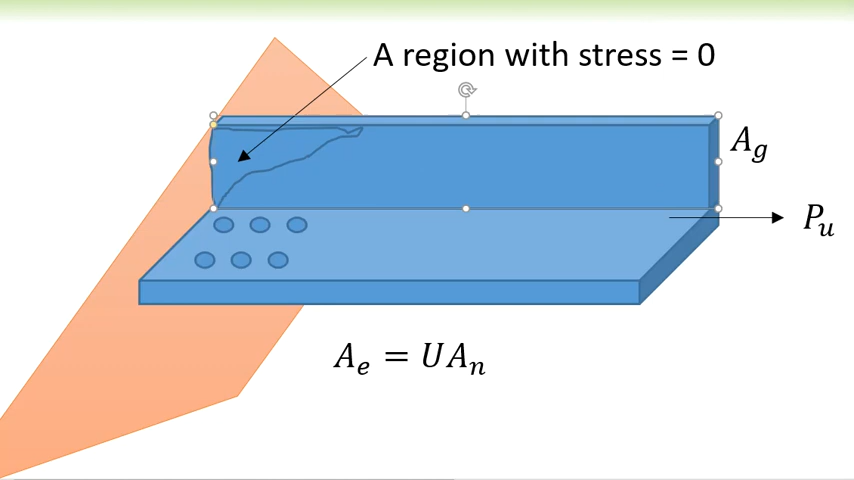 A region with stress = 0
A_g
P_u
A_e = UA_n